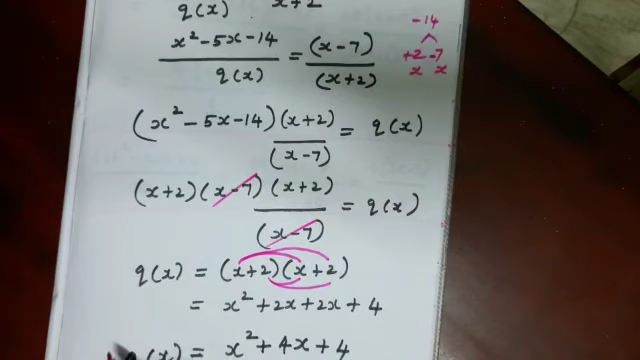 q(x) x+2
x² - 5x - 14 / q(x) = (x-7) / (x+2)
-14
+2 -7
x x
(x² - 5x - 14) (x+2) / (x-7) = q(x)
(x+2) (x-7) (x+2) / (x-7) = q(x)
q(x) = (x+2) (x+2)
= x² + 2x + 2x + 4
(x) = x² + 4x + 4